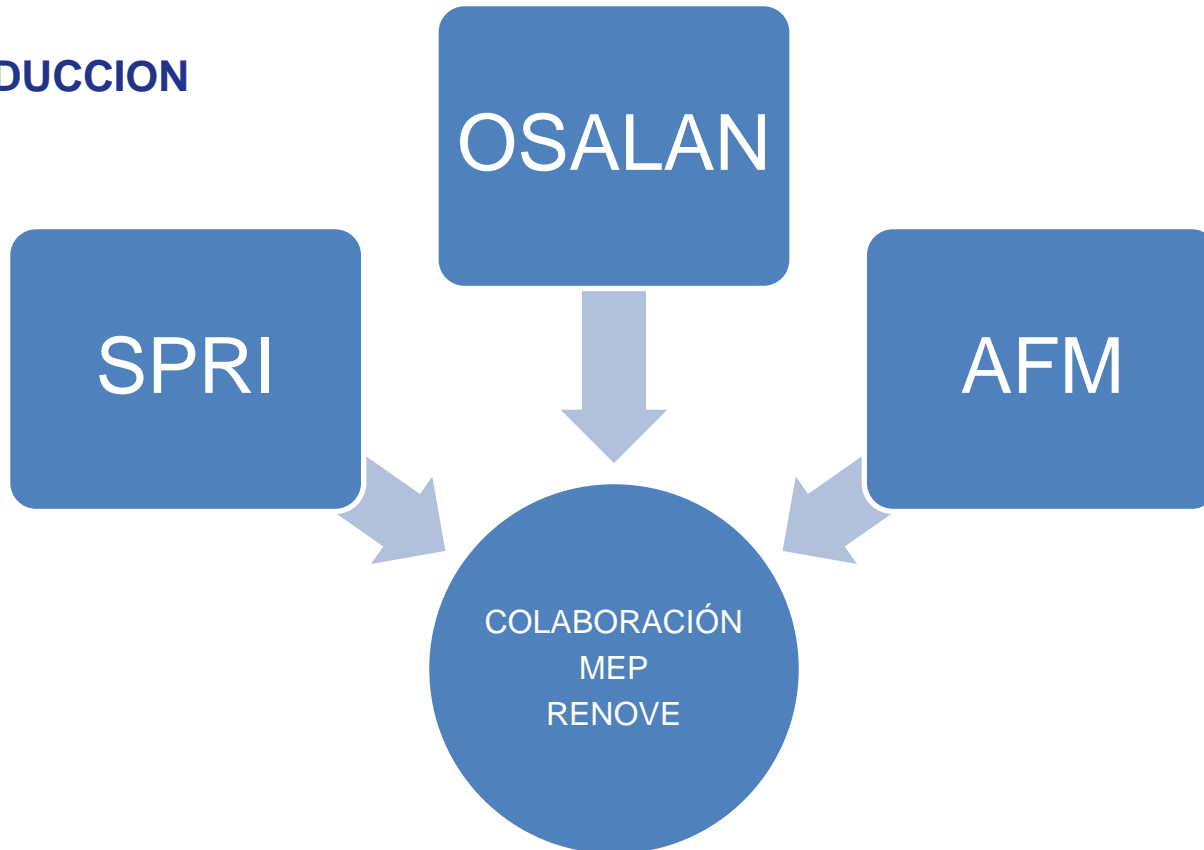 DUCCION
OSALAN
SPRI
AFM
COLABORACIÓN
MEP
RENOVE